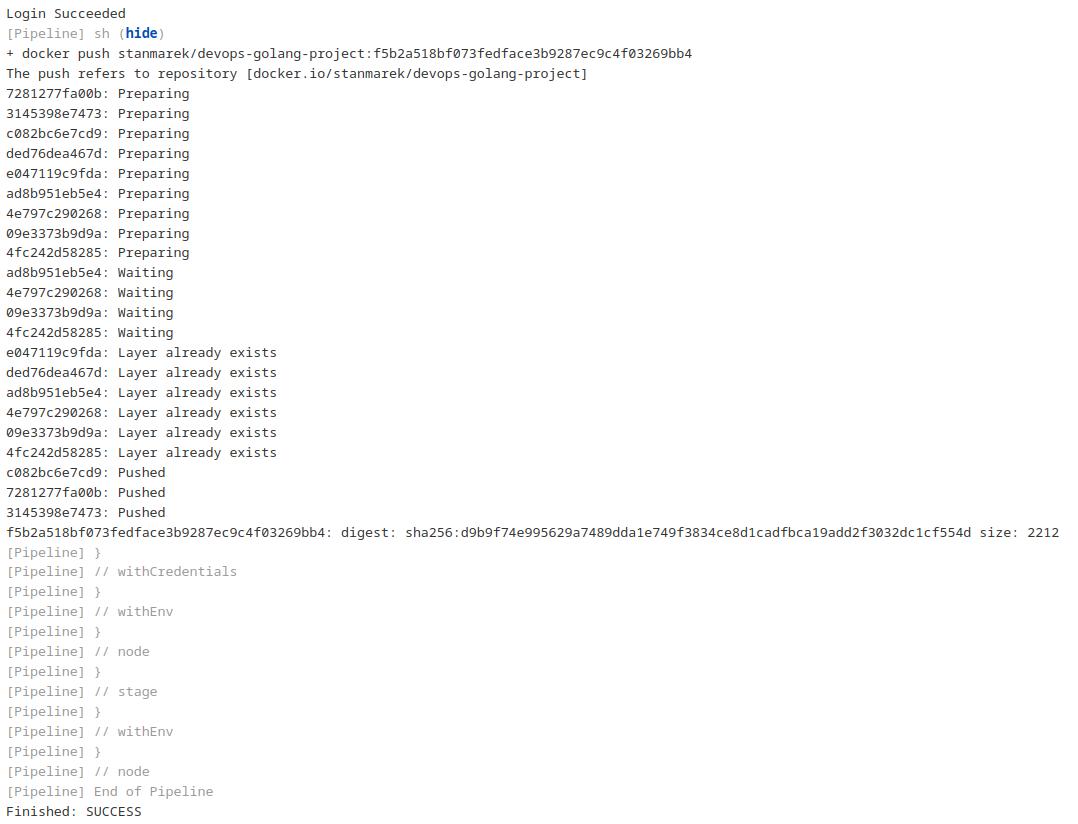 Login Succeeded
[Pipeline] sh (hide)
+ docker push stanmarek/devops-golang-project:f5b2a518bf073fedface3b9287ec9c4f03269bb4
The push refers to repository [docker.io/stanmarek/devops-golang-project]
7281277fa00b: Preparing
3145398e7473: Preparing
c082bc6e7cd9: Preparing
ded76dea467d: Preparing
e047119c9fda: Preparing
ad8b951eb5e4: Preparing
4e797c290268: Preparing
09e3373b9d9a: Preparing
4fc242d58285: Preparing
ad8b951eb5e4: Waiting
4e797c290268: Waiting
09e3373b9d9a: Waiting
4fc242d58285: Waiting
e047119c9fda: Layer already exists
ded76dea467d: Layer already exists
ad8b951eb5e4: Layer already exists
4e797c290268: Layer already exists
09e3373b9d9a: Layer already exists
4fc242d58285: Layer already exists
c082bc6e7cd9: Pushed
7281277fa00b: Pushed
3145398e7473: Pushed
f5b2a518bf073fedface3b9287ec9c4f03269bb4: digest: sha256:d9b9f74e995629a7489dda1e749f3834ce8d1cadfbca19add2f3032dc1cf554d size: 2212
[Pipeline] }
[Pipeline] // withCredentials
[Pipeline] }
[Pipeline] // withEnv
[Pipeline] }
[Pipeline] // node
[Pipeline] }
[Pipeline] // stage
[Pipeline] }
[Pipeline] // withEnv
[Pipeline] }
[Pipeline] // node
[Pipeline] End of Pipeline
Finished: SUCCESS